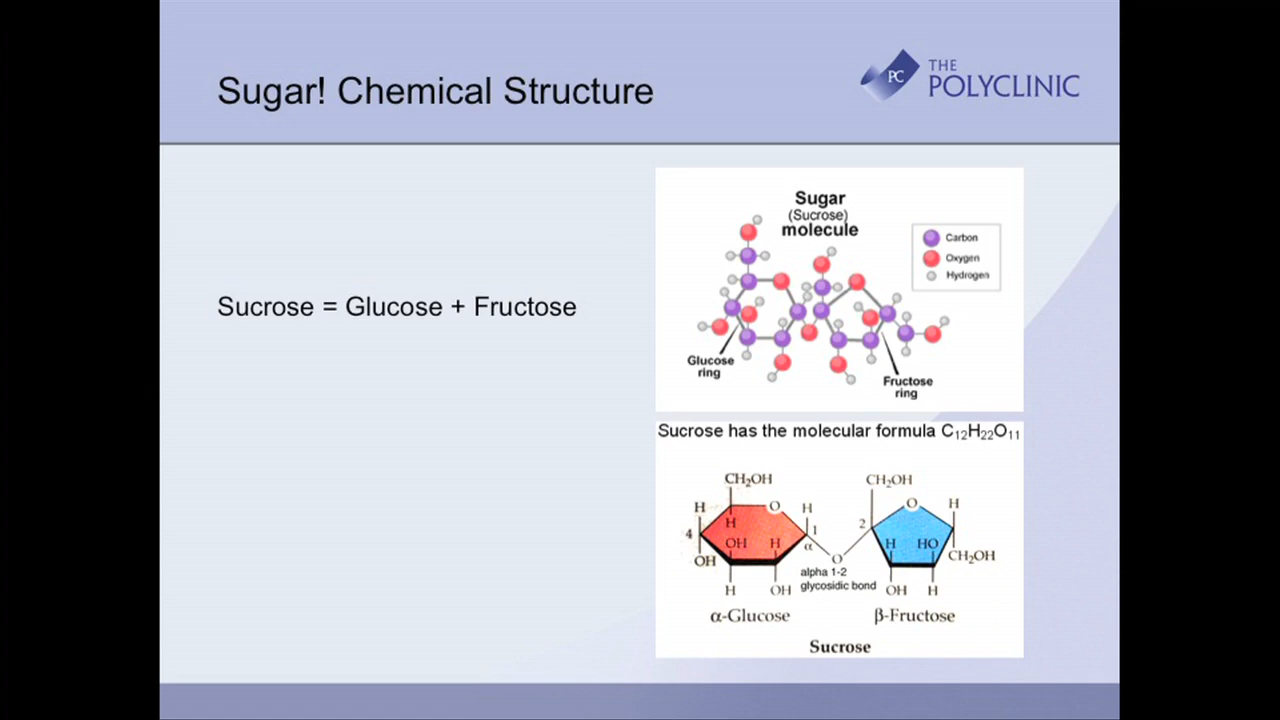 Sugar! Chemical Structure
PC
THE
POLYCLINIC
Sucrose = Glucose + Fructose
Sugar
(Sucrose)
molecule
Carbon
Oxygen
Hydrogen
Glucose
ring
Fructose
ring
Sucrose has the molecular formula C₁₂H₂₂O₁₁
CH₂OH CH₂OH
H O H O H
H 1 2
4 OH H α H HO
OH O CH₂OH
alpha 1-2
glycosidic bond
H OH OH H
α-Glucose β-Fructose
Sucrose